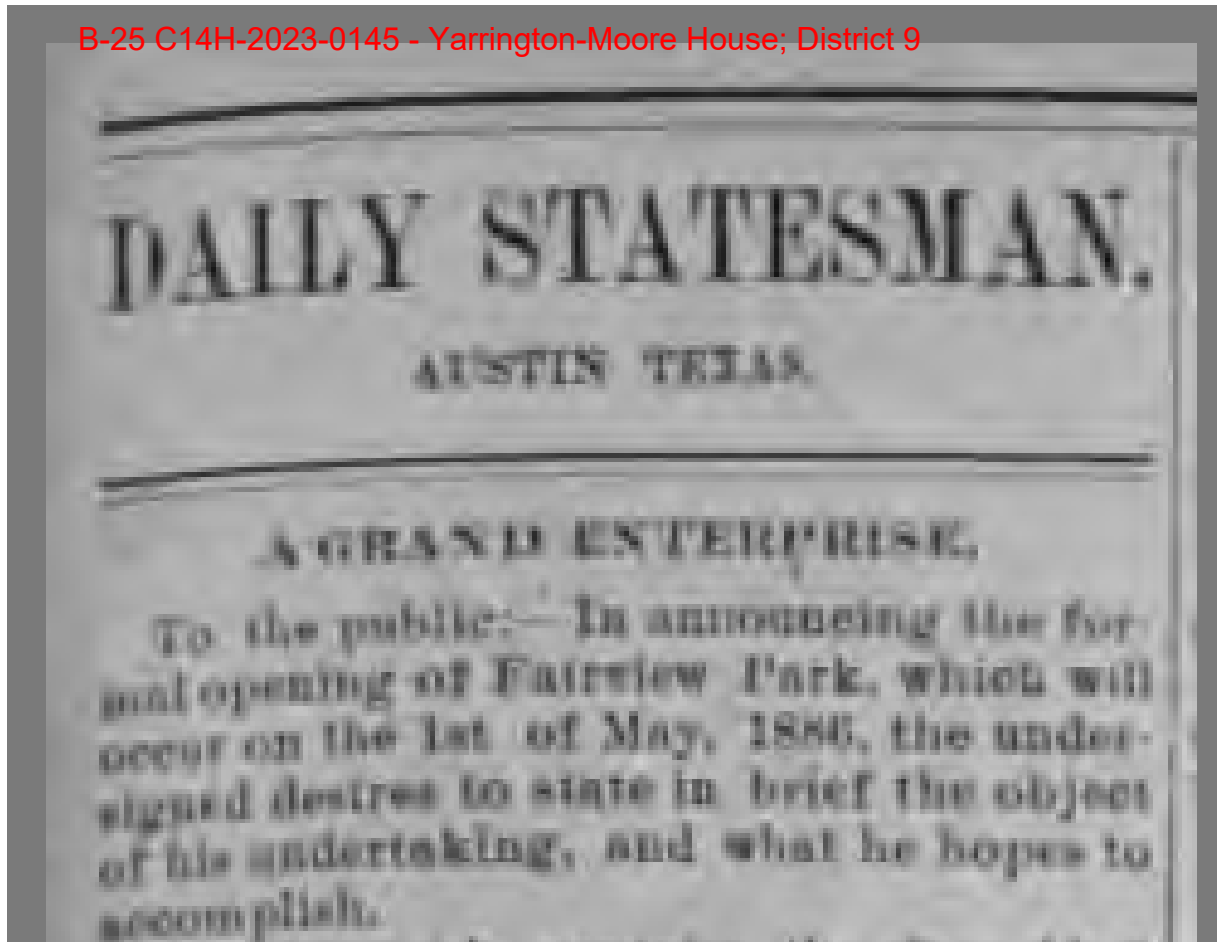 B-25 C14H-2023-0145 - Yarrington-Moore House; District 9
DAILY STATESMAN.
AUSTIN TEXAS.
A GRAND ENTERPRISE.
To the public:— In announcing the for-
mal opening of Fairview Park, which will
occur on the 1st of May, 1886, the under-
signed desires to state in brief the object
of his undertaking, and what he hopes to
accomplish.